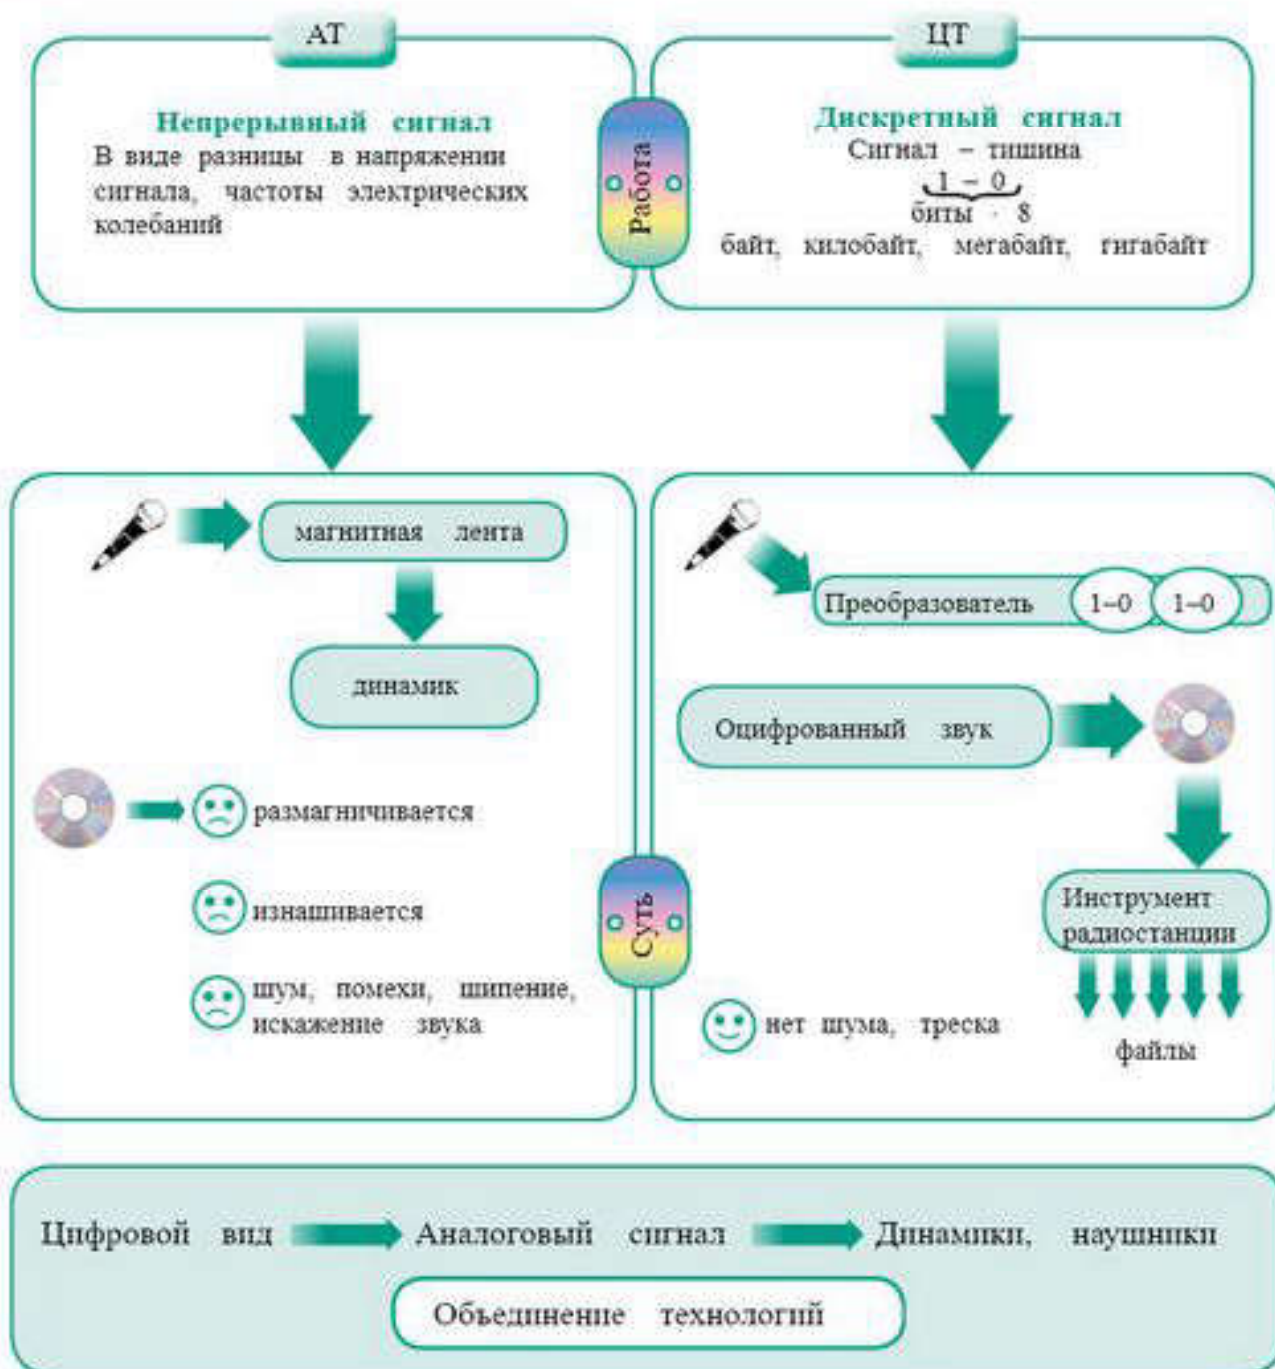 АТ
Непрерывный сигнал
В виде разницы в напряжении
сигнала, частоты электрических
колебаний
Работа
ЦТ
Дискретный сигнал
Сигнал – тишина
1 – 0
биты · 8
байт, килобайт, мегабайт, гигабайт
магнитная лента
динамик
размагничивается
изнашивается
шум, помехи, шипение,
искажение звука
Суть
Преобразователь 1–0 1–0
Оцифрованный звук
Инструмент
радиостанции
файлы
нет шума, треска
Цифровой вид Аналоговый сигнал Динамики, наушники
Объединение технологий